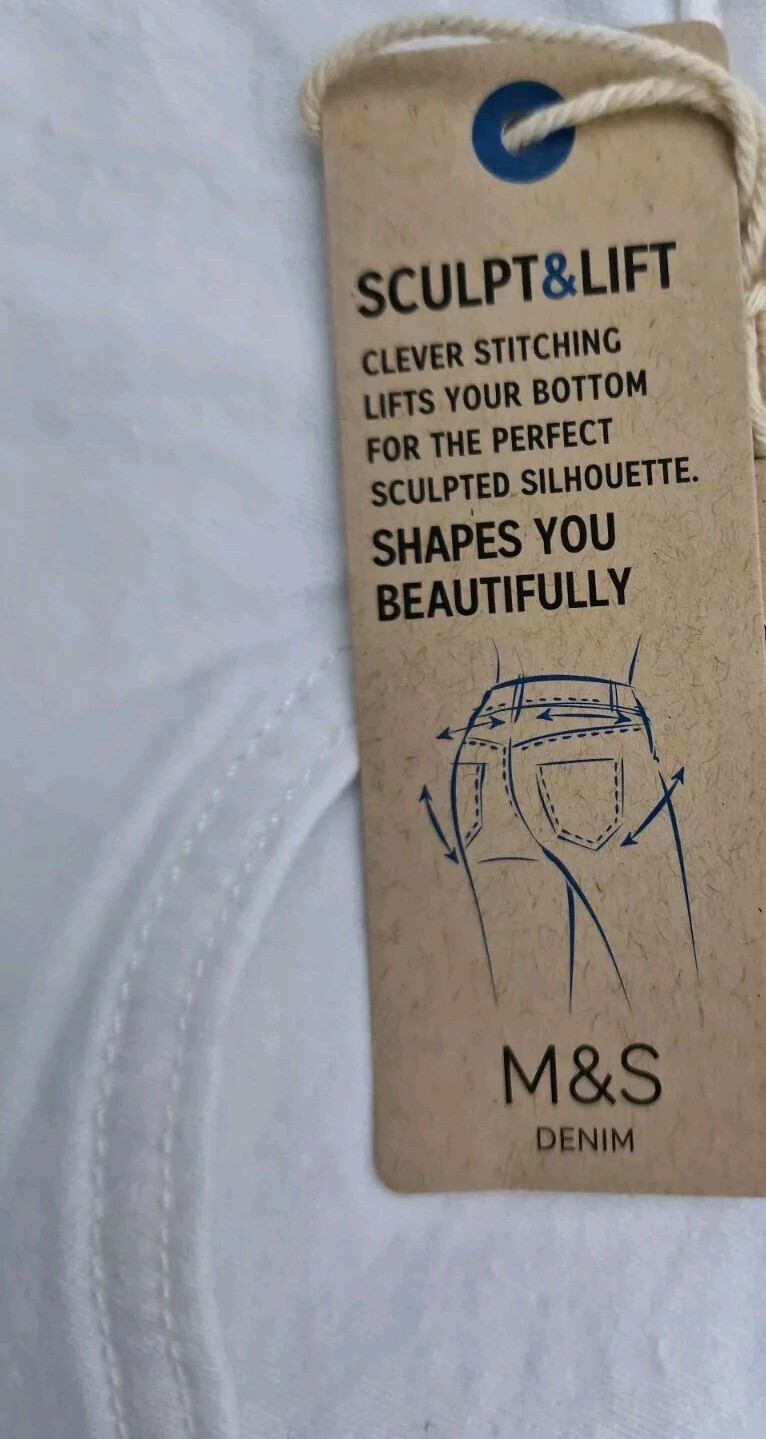 SCULPT&LIFT
CLEVER STITCHING
LIFTS YOUR BOTTOM
FOR THE PERFECT
SCULPTED SILHOUETTE.
SHAPES YOU
BEAUTIFULLY
M&S
DENIM